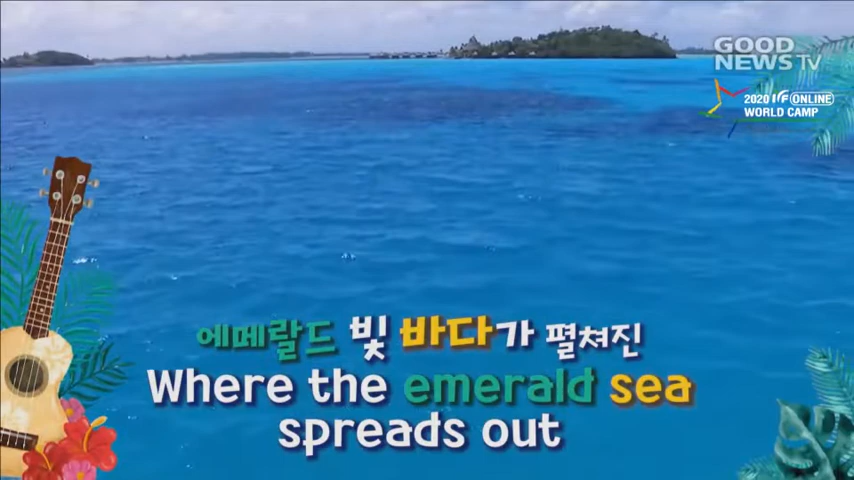 GOOD
NEWS TV
2020 IYF ONLINE
WORLD CAMP
에메랄드 빛 바다가 펼쳐진
Where the emerald sea
spreads out